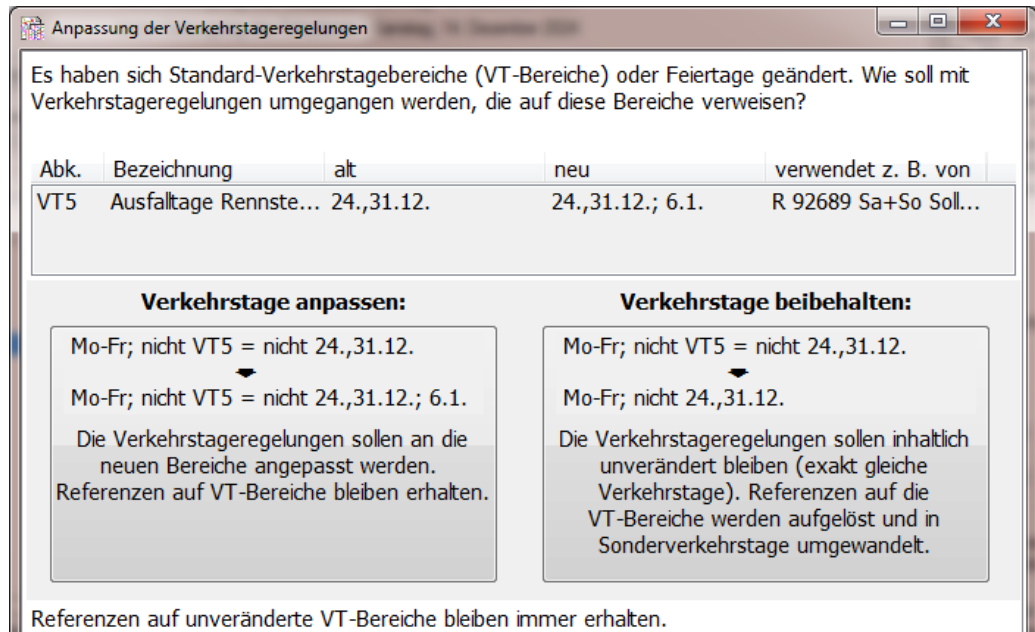 Anpassung der Verkehrstageregelungen
Es haben sich Standard-Verkehrstagebereiche (VT-Bereiche) oder Feiertage geändert. Wie soll mit
Verkehrstageregelungen umgegangen werden, die auf diese Bereiche verweisen?
Abk. Bezeichnung alt neu verwendet z. B. von
VT5 Ausfalltage Rennste... 24.,31.12. 24.,31.12.; 6.1. R 92689 Sa+So Soll...
Verkehrstage anpassen:
Mo-Fr; nicht VT5 = nicht 24.,31.12.
Mo-Fr; nicht VT5 = nicht 24.,31.12.; 6.1.
Die Verkehrstageregelungen sollen an die
neuen Bereiche angepasst werden.
Referenzen auf VT-Bereiche bleiben erhalten.
Verkehrstage beibehalten:
Mo-Fr; nicht VT5 = nicht 24.,31.12.
Mo-Fr; nicht 24.,31.12.
Die Verkehrstageregelungen sollen inhaltlich
unverändert bleiben (exakt gleiche
Verkehrstage). Referenzen auf die
VT-Bereiche werden aufgelöst und in
Sonderverkehrstage umgewandelt.
Referenzen auf unveränderte VT-Bereiche bleiben immer erhalten.